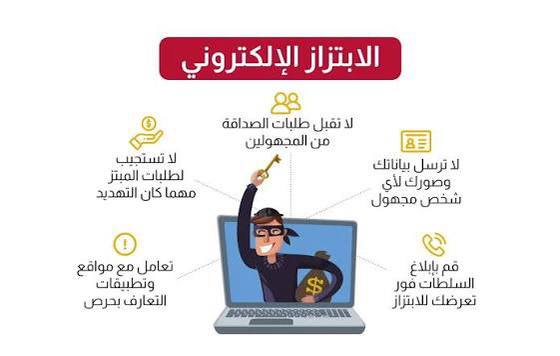 الابتزاز الإلكتروني
لا تقبل طلبات الصداقة
من المجهولين
لا ترسل بياناتك
وصورك لأي
شخص مجهول
لا تستجيب
لطلبات المبتز
مهما كان التهديد
قم بإبلاغ
السلطات فور
تعرضك للابتزاز
تعامل مع مواقع
وتطبيقات
التعارف بحرص